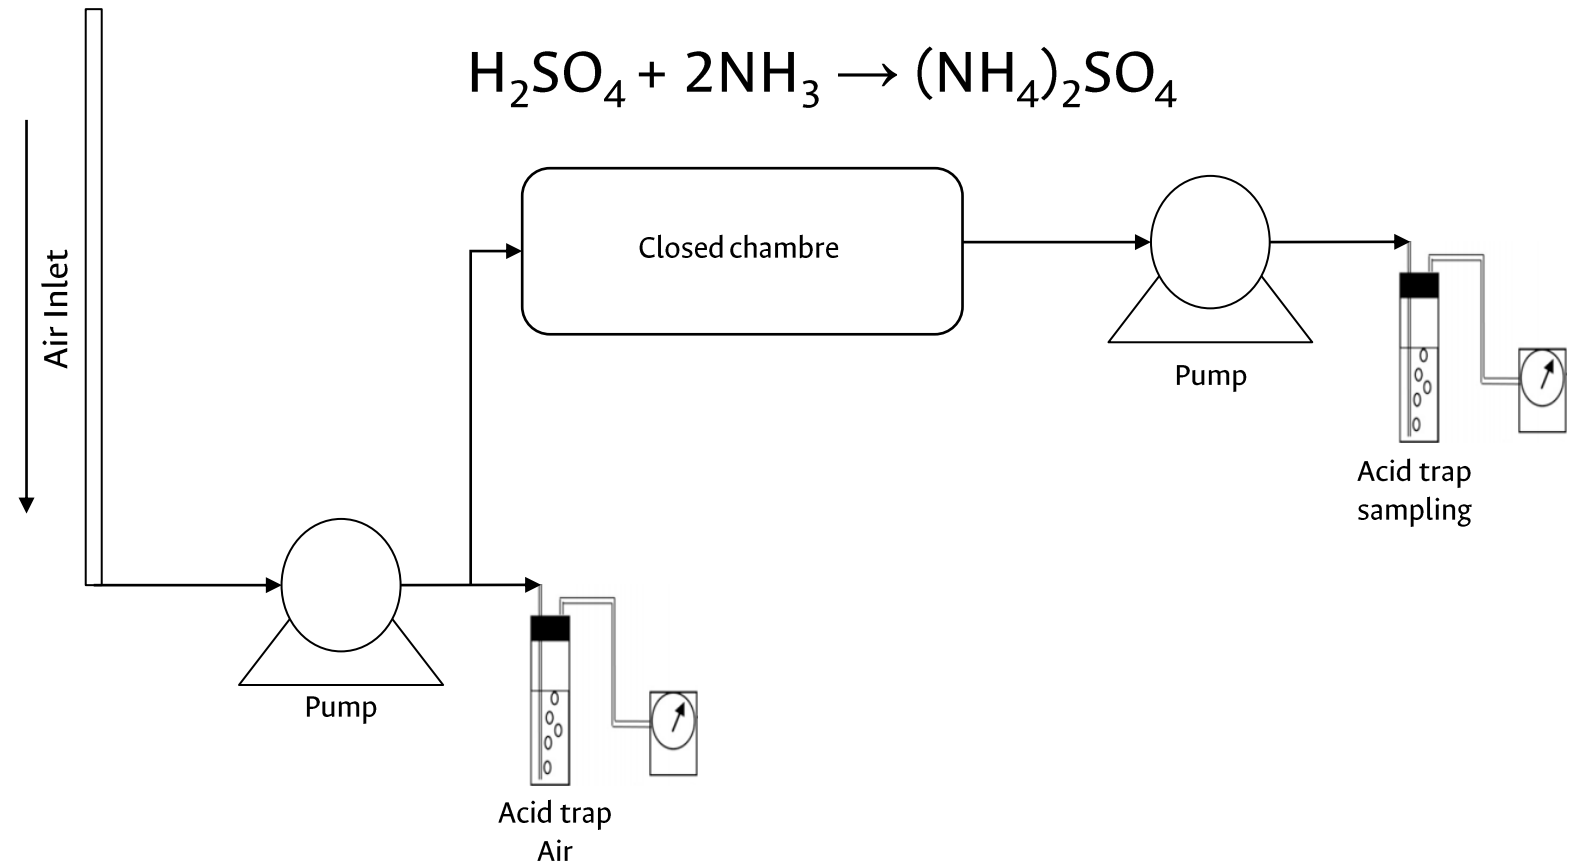 H₂SO₄ + 2NH₃ → (NH₄)₂SO₄
Air Inlet
Closed chambre
Pump
Acid trap
sampling
Pump
Acid trap
Air